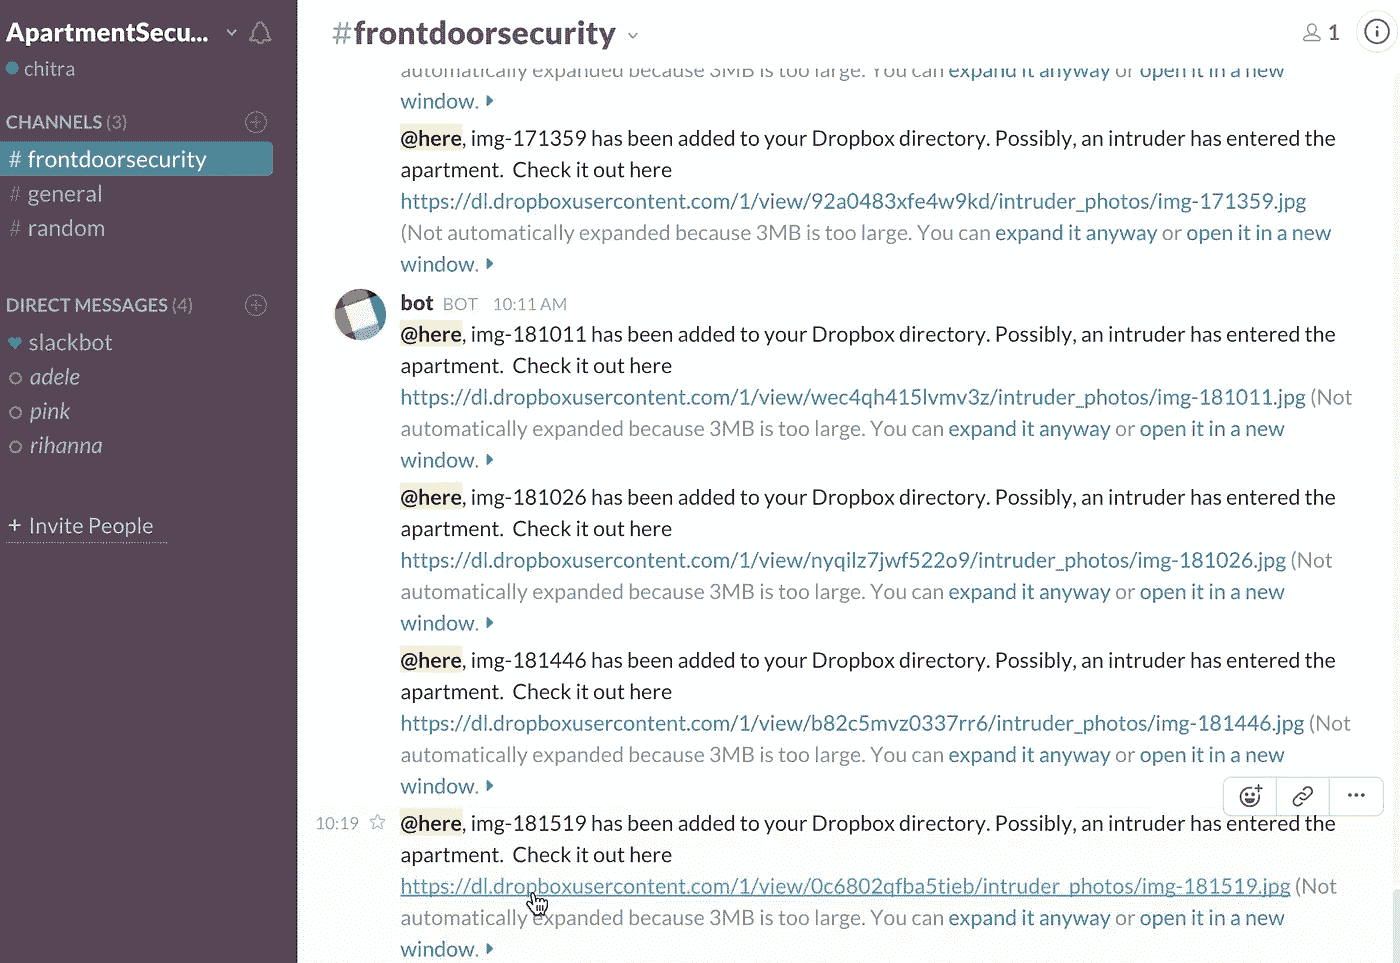 ApartmentSecu...
chitra
CHANNELS (3)
# frontdoorsecurity
# general
# random
DIRECT MESSAGES (4)
slackbot
adele
pink
rihanna
+ Invite People
#frontdoorsecurity
1
automatically expanded because 3MB is too large. You can expand it anyway or open it in a new
window.
@here, img-171359 has been added to your Dropbox directory. Possibly, an intruder has entered the
apartment. Check it out here
https://dl.dropboxusercontent.com/1/view/92a0483xfe4w9kd/intruder_photos/img-171359.jpg
(Not automatically expanded because 3MB is too large. You can expand it anyway or open it in a new
window.
bot BOT 10:11 AM
@here, img-181011 has been added to your Dropbox directory. Possibly, an intruder has entered the
apartment. Check it out here
https://dl.dropboxusercontent.com/1/view/wec4qh415lvmv3z/intruder_photos/img-181011.jpg (Not
automatically expanded because 3MB is too large. You can expand it anyway or open it in a new
window.
@here, img-181026 has been added to your Dropbox directory. Possibly, an intruder has entered the
apartment. Check it out here
https://dl.dropboxusercontent.com/1/view/nyqilz7jwf522o9/intruder_photos/img-181026.jpg (Not
automatically expanded because 3MB is too large. You can expand it anyway or open it in a new
window.
@here, img-181446 has been added to your Dropbox directory. Possibly, an intruder has entered the
apartment. Check it out here
https://dl.dropboxusercontent.com/1/view/b82c5mvz0337rr6/intruder_photos/img-181446.jpg (Not
automatically expanded because 3MB is too large. You can expand it anyway or open it in a new
window.
10:19 @here, img-181519 has been added to your Dropbox directory. Possibly, an intruder has entered the
apartment. Check it out here
https://dl.dropboxusercontent.com/1/view/0c6802qfba5tieb/intruder_photos/img-181519.jpg (Not
automatically expanded because 3MB is too large. You can expand it anyway or open it in a new
window.